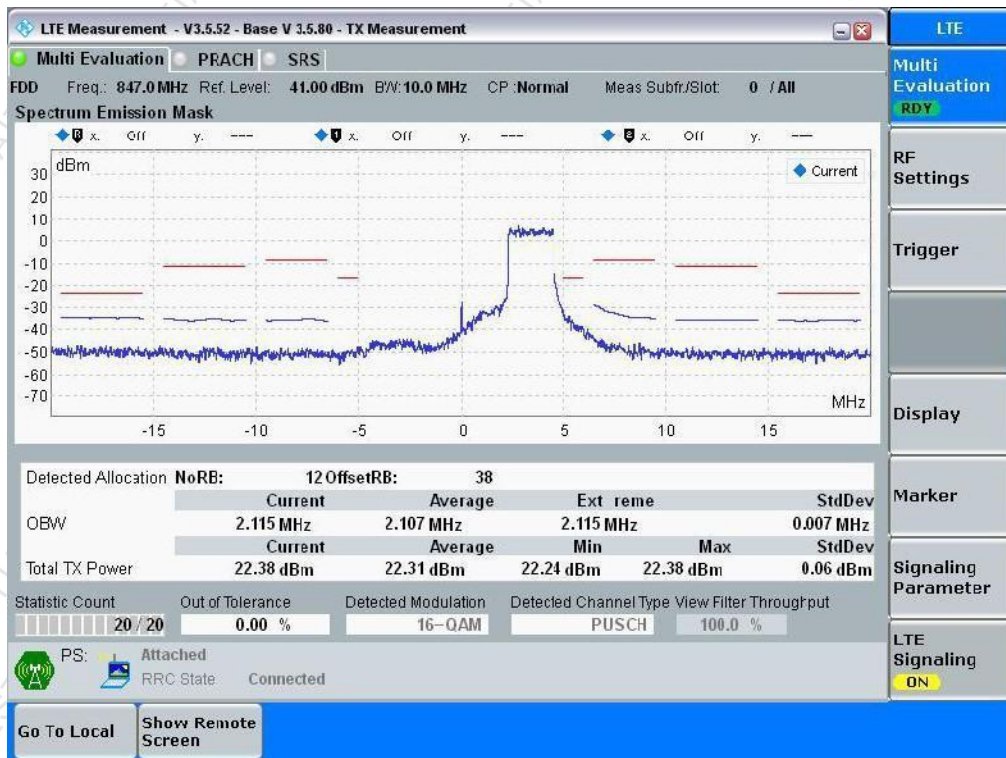 LTE Measurement - V3.5.52 - Base V 3.5.80 - TX Measurement
LTE
Multi Evaluation PRACH SRS
Multi Evaluation
RDY
FDD Freq.: 847.0 MHz Ref. Level: 41.00 dBm BW: 10.0 MHz CP :Normal Meas Subfr./Slot: 0 / All
Spectrum Emission Mask
R x. Off y. --- 1 x. Off y. --- 2 x. Off y. ---
dBm
Current
30
20
10
0
-10
-20
-30
-40
-50
-60
-70
MHz
-15 -10 -5 0 5 10 15
RF Settings
Trigger
Display
Marker
Signaling Parameter
LTE Signaling
ON
Detected Allocation NoRB: 12 OffsetRB: 38
Current Average Extreme StdDev
OBW 2.115 MHz 2.107 MHz 2.115 MHz 0.007 MHz
Current Average Min Max StdDev
Total TX Power 22.38 dBm 22.31 dBm 22.24 dBm 22.38 dBm 0.06 dBm
Statistic Count Out of Tolerance Detected Modulation Detected Channel Type View Filter Throughput
20 / 20 0.00 % 16-QAM PUSCH 100.0 %
PS: Attached
RRC State Connected
Go To Local
Show Remote Screen